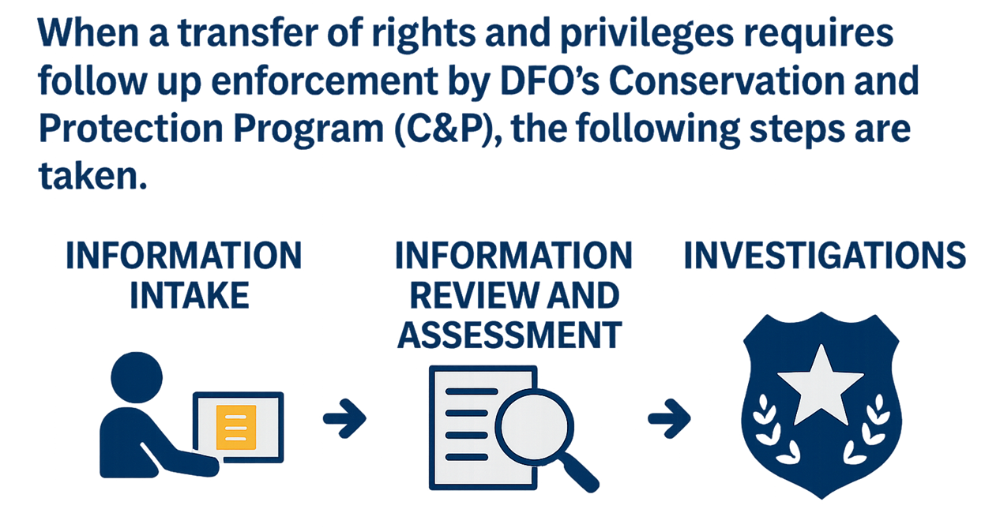 When a transfer of rights and privileges requires
follow up enforcement by DFO’s Conservation and
Protection Program (C&P), the following steps are
taken.
INFORMATION
INTAKE
INFORMATION
REVIEW AND
ASSESSMENT
INVESTIGATIONS